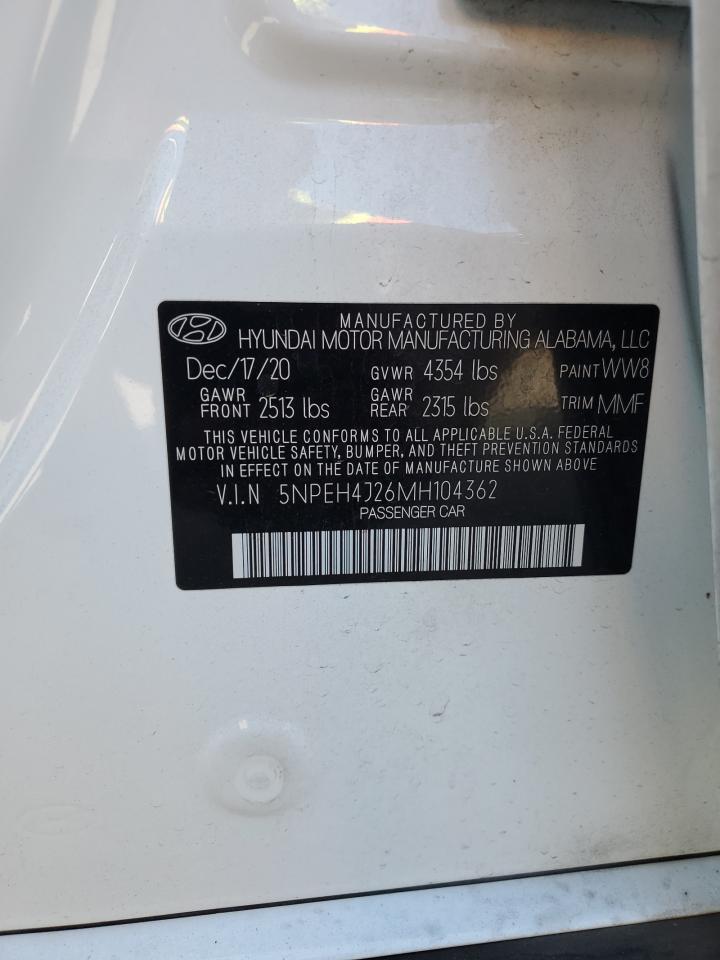 MANUFACTURED BY
HYUNDAI MOTOR MANUFACTURING ALABAMA, LLC
Dec/17/20 GVWR 4354 lbs PAINT WW8
GAWR FRONT 2513 lbs GAWR REAR 2315 lbs TRIM MMF
THIS VEHICLE CONFORMS TO ALL APPLICABLE U.S.A. FEDERAL
MOTOR VEHICLE SAFETY, BUMPER, AND THEFT PREVENTION STANDARDS
IN EFFECT ON THE DATE OF MANUFACTURE SHOWN ABOVE.
V.I.N 5NPEH4J26MH104362
PASSENGER CAR